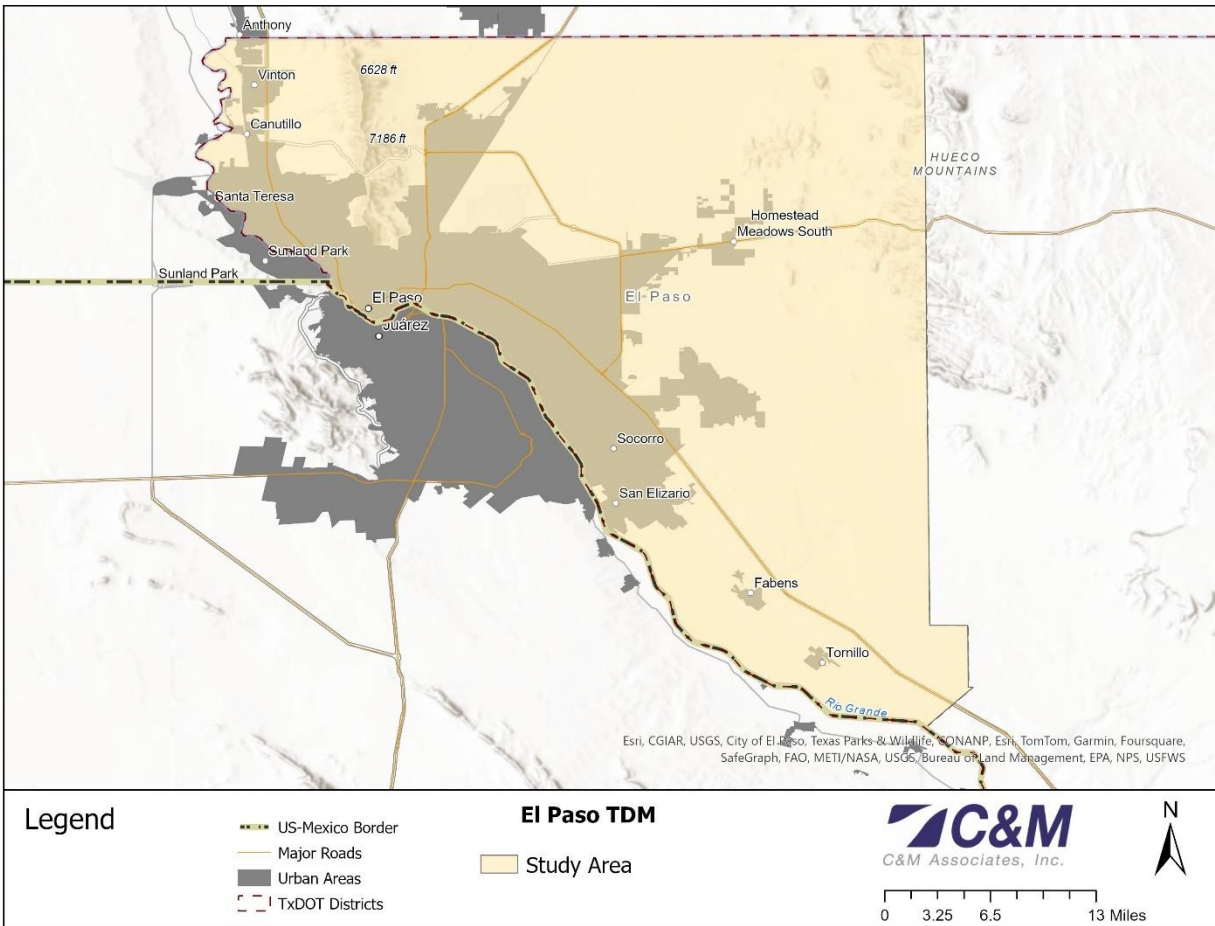 Anthony
6628 ft
Vinton
Canutillo
7186 ft
HUECO
MOUNTAINS
Santa Teresa
Homestead
Meadows South
Sunland Park
Sunland Park
El Paso
El Paso
Juárez
Socorro
San Elizario
Fabens
Tornillo
Rio Grande
Esri, CGIAR, USGS, City of El Paso, Texas Parks & Wildlife, CONANP, Esri, TomTom, Garmin, Foursquare,
SafeGraph, FAO, METI/NASA, USGS, Bureau of Land Management, EPA, NPS, USFWS
Legend
US-Mexico Border
Major Roads
Urban Areas
TxDOT Districts
El Paso TDM
Study Area
C&M
C&M Associates, Inc.
N
0 3.25 6.5 13 Miles